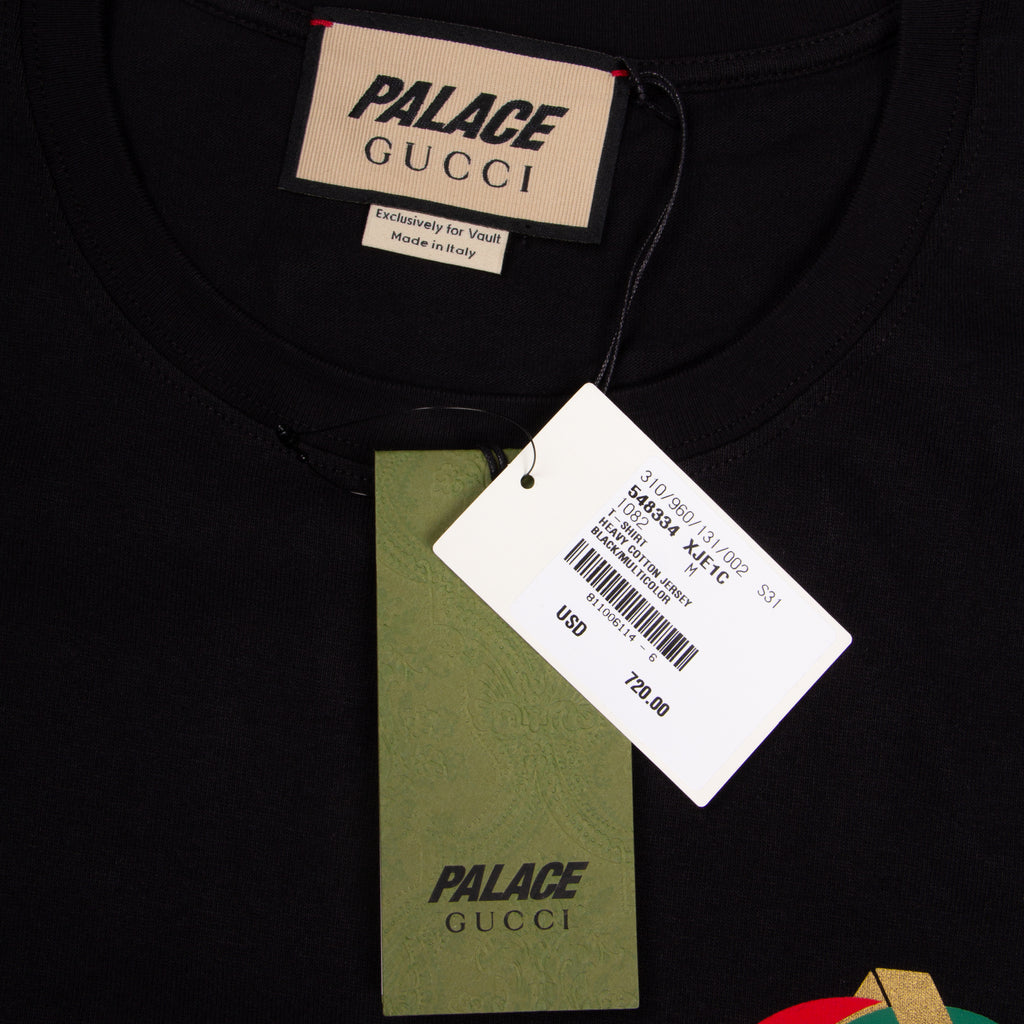 PALACE
GUCCI
Exclusively for Vault
Made in Italy
310/960/131/002 S31
548334 XJE1C
1082 M
T-SHIRT
HEAVY COTTON JERSEY
BLACK/MULTICOLOR
811006114 - 6
USD
720.00
PALACE
GUCCI